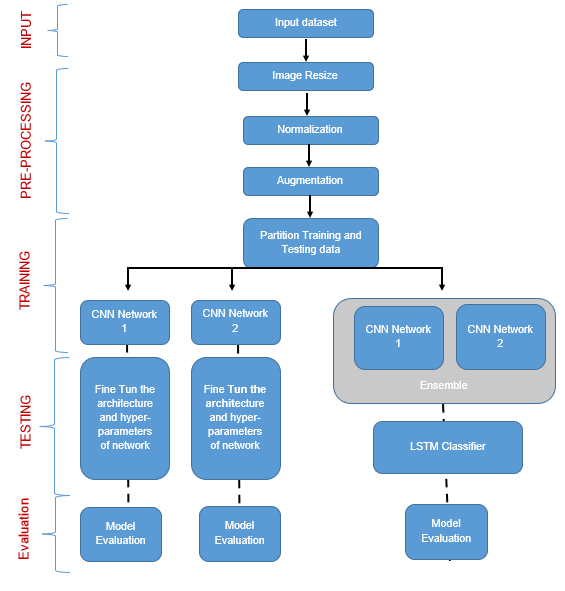 INPUT
Input dataset
PRE-PROCESSING
Image Resize
Normalization
Augmentation
TRAINING
Partition Training and
Testing data
CNN Network
1
CNN Network
2
CNN Network
1
CNN Network
2
Ensemble
TESTING
Fine Tun the
architecture
and hyper-
parameters
of network
Fine Tun the
architecture
and hyper-
parameters
of network
LSTM Classifier
Evaluation
Model
Evaluation
Model
Evaluation
Model
Evaluation